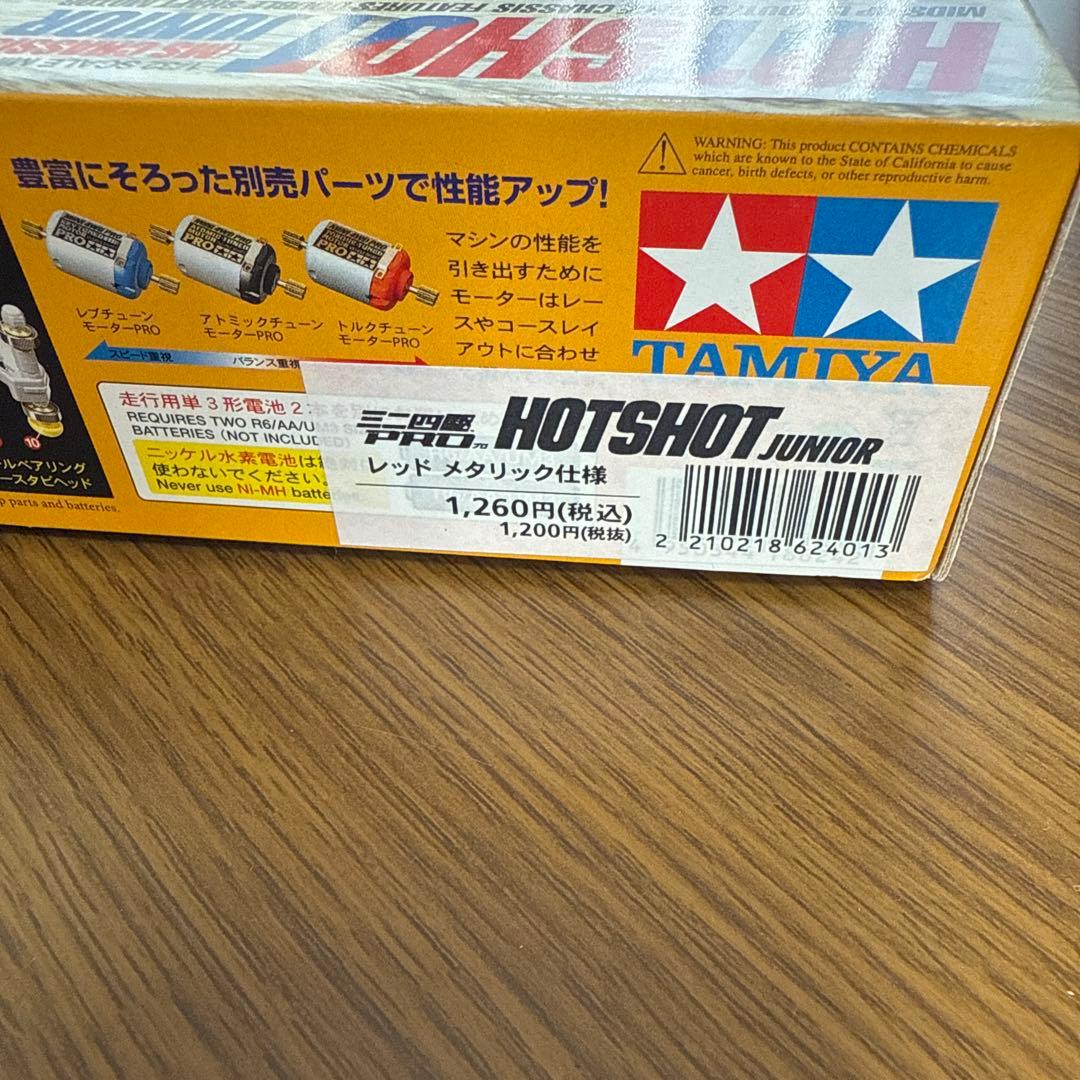 HOTSHOT
JUNIOR
MS CHASSIS
CHASSIS FEATURES
豊富にそろった別売パーツで性能アップ!
WARNING: This product CONTAINS CHEMICALS
which are known to the State of California to cause
cancer, birth defects, or other reproductive harm.
レブチューン
モーターPRO
アトミックチューン
モーターPRO
トルクチューン
モーターPRO
スピード重視
バランス重視
マシンの性能を
引き出すために
モーターはレー
スやコースレイ
アウトに合わせ
TAMIYA
走行用単3形電池2
REQUIRES TWO R6/AA/U
BATTERIES (NOT INCLUDED)
ニッケル水素電池は
使わないでください。
Never use Ni-MH batteries.
10
ールベアリング
ースタビヘッド
p parts and batteries.
ミニ四駆PRO HOTSHOT JUNIOR
レッド メタリック仕様
1,260円(税込)
1,200円(税抜)
2 210218 624013